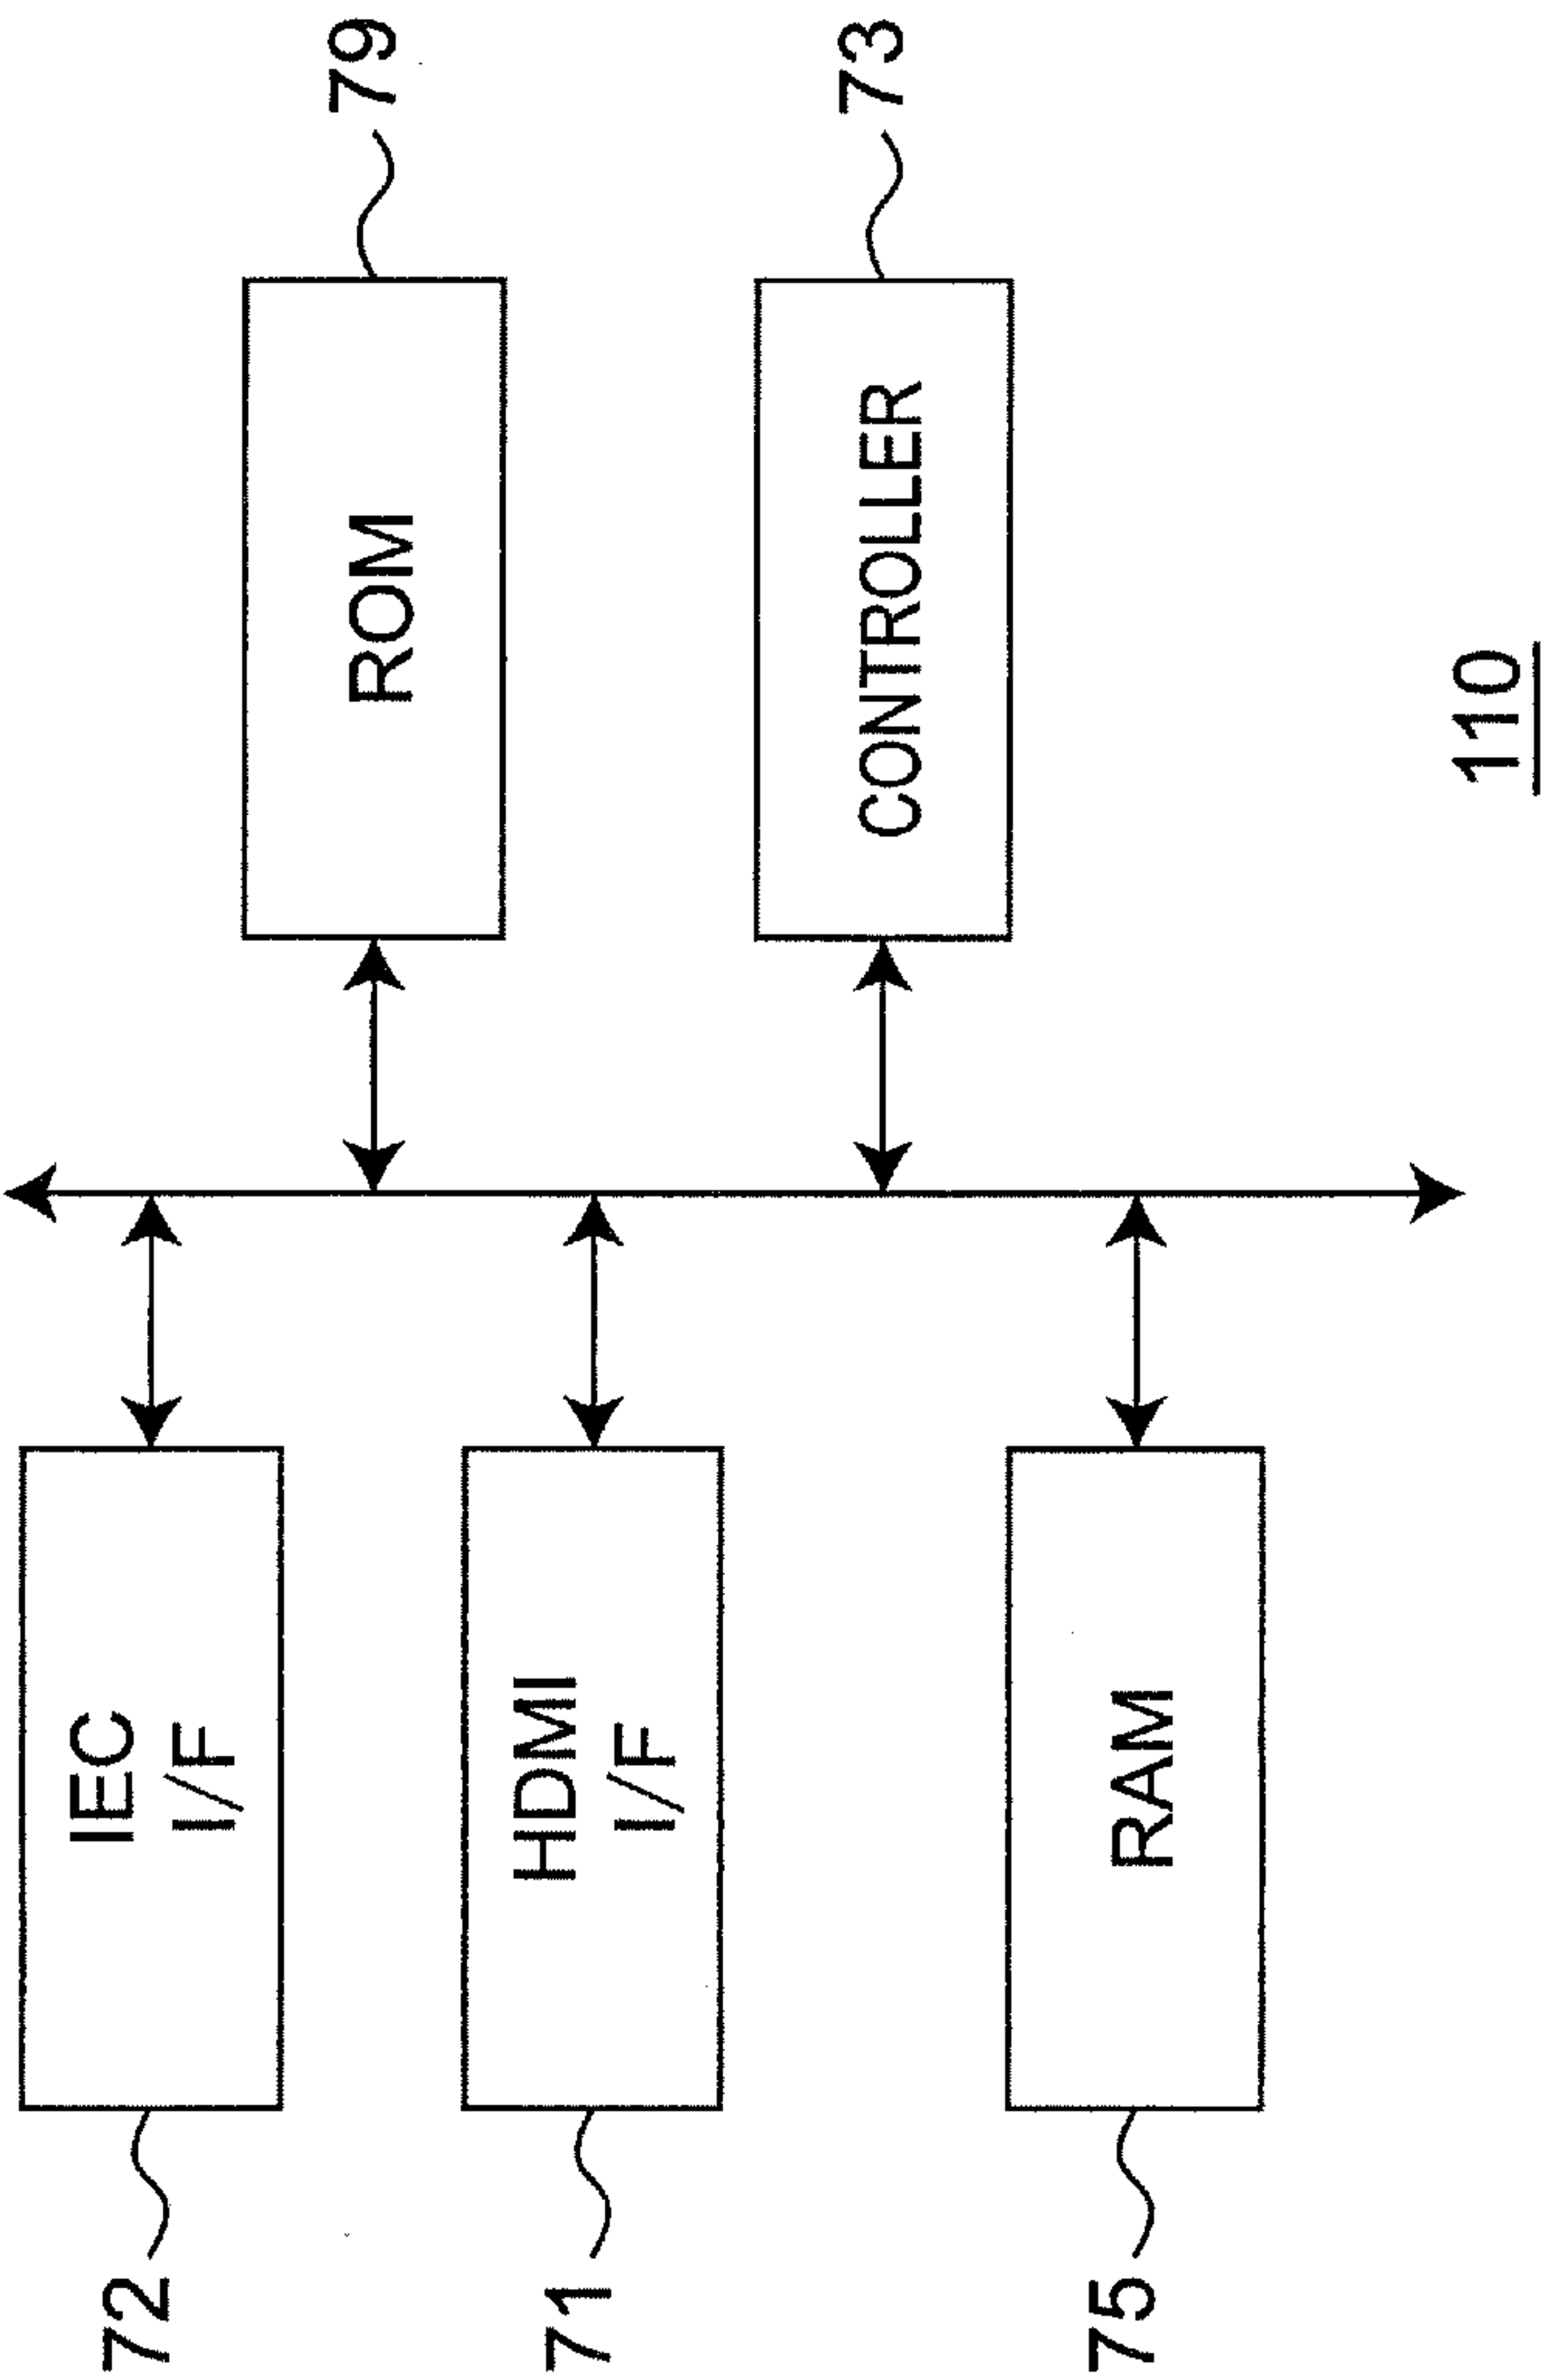 72
IEC
I/F
ROM
79
71
HDMI
I/F
CONTROLLER
73
75
RAM
110